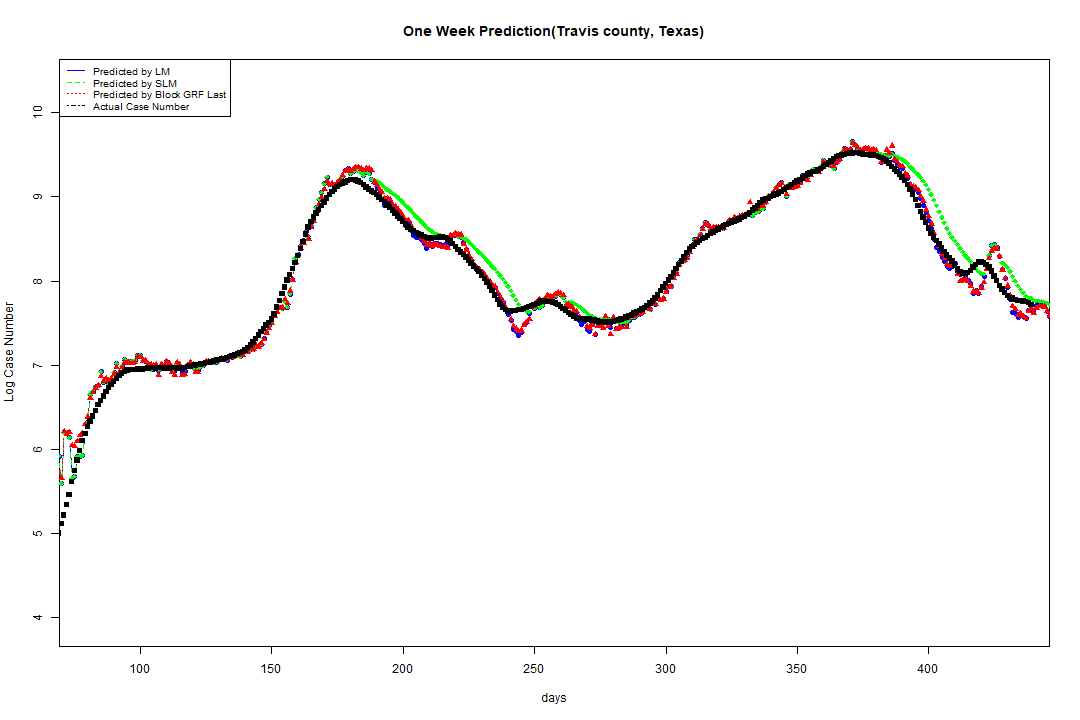 One Week Prediction(Travis county, Texas)
Predicted by LM
Predicted by SLM
Predicted by Block GRF Last
Actual Case Number
10
9
8
7
6
5
4
Log Case Number
100 150 200 250 300 350 400
days